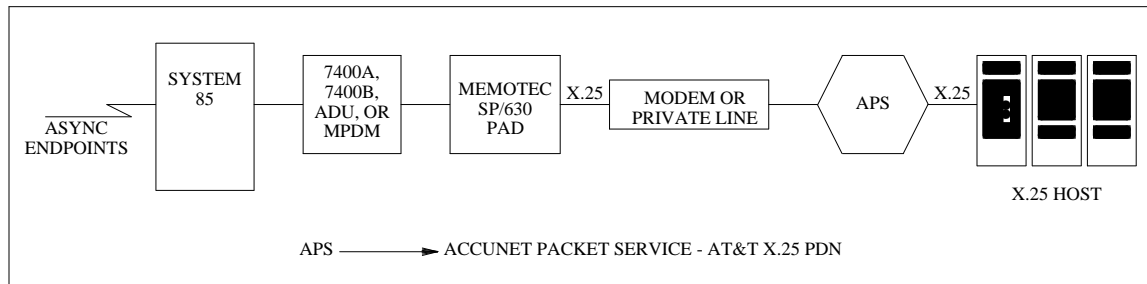 ASYNC
ENDPOINTS
SYSTEM
85
7400A,
7400B,
ADU, OR
MPDM
MEMOTEC
SP/630
PAD
X.25
MODEM OR
PRIVATE LINE
APS
X.25
X.25 HOST
APS ACCUNET PACKET SERVICE - AT&T X.25 PDN